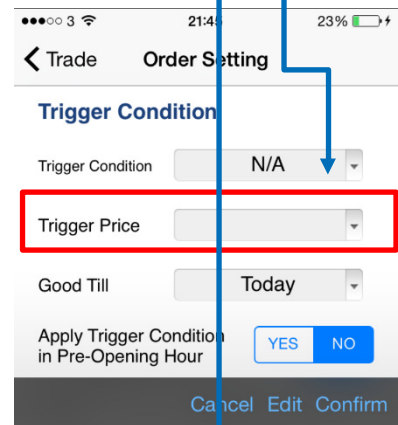 3 21:45 23%
Trade Order Setting
Trigger Condition
Trigger Condition N/A
Trigger Price
Good Till Today
Apply Trigger Condition
in Pre-Opening Hour YES NO
Cancel Edit Confirm